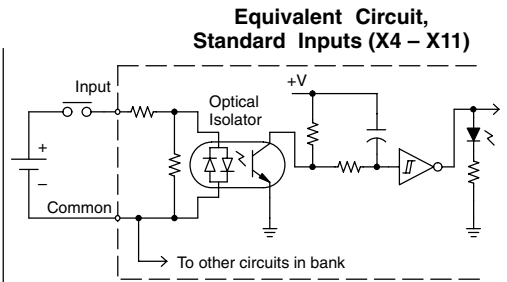 Equivalent Circuit,
Standard Inputs (X4 – X11)
+V
Input
Optical
Isolator
+
–
Common
To other circuits in bank